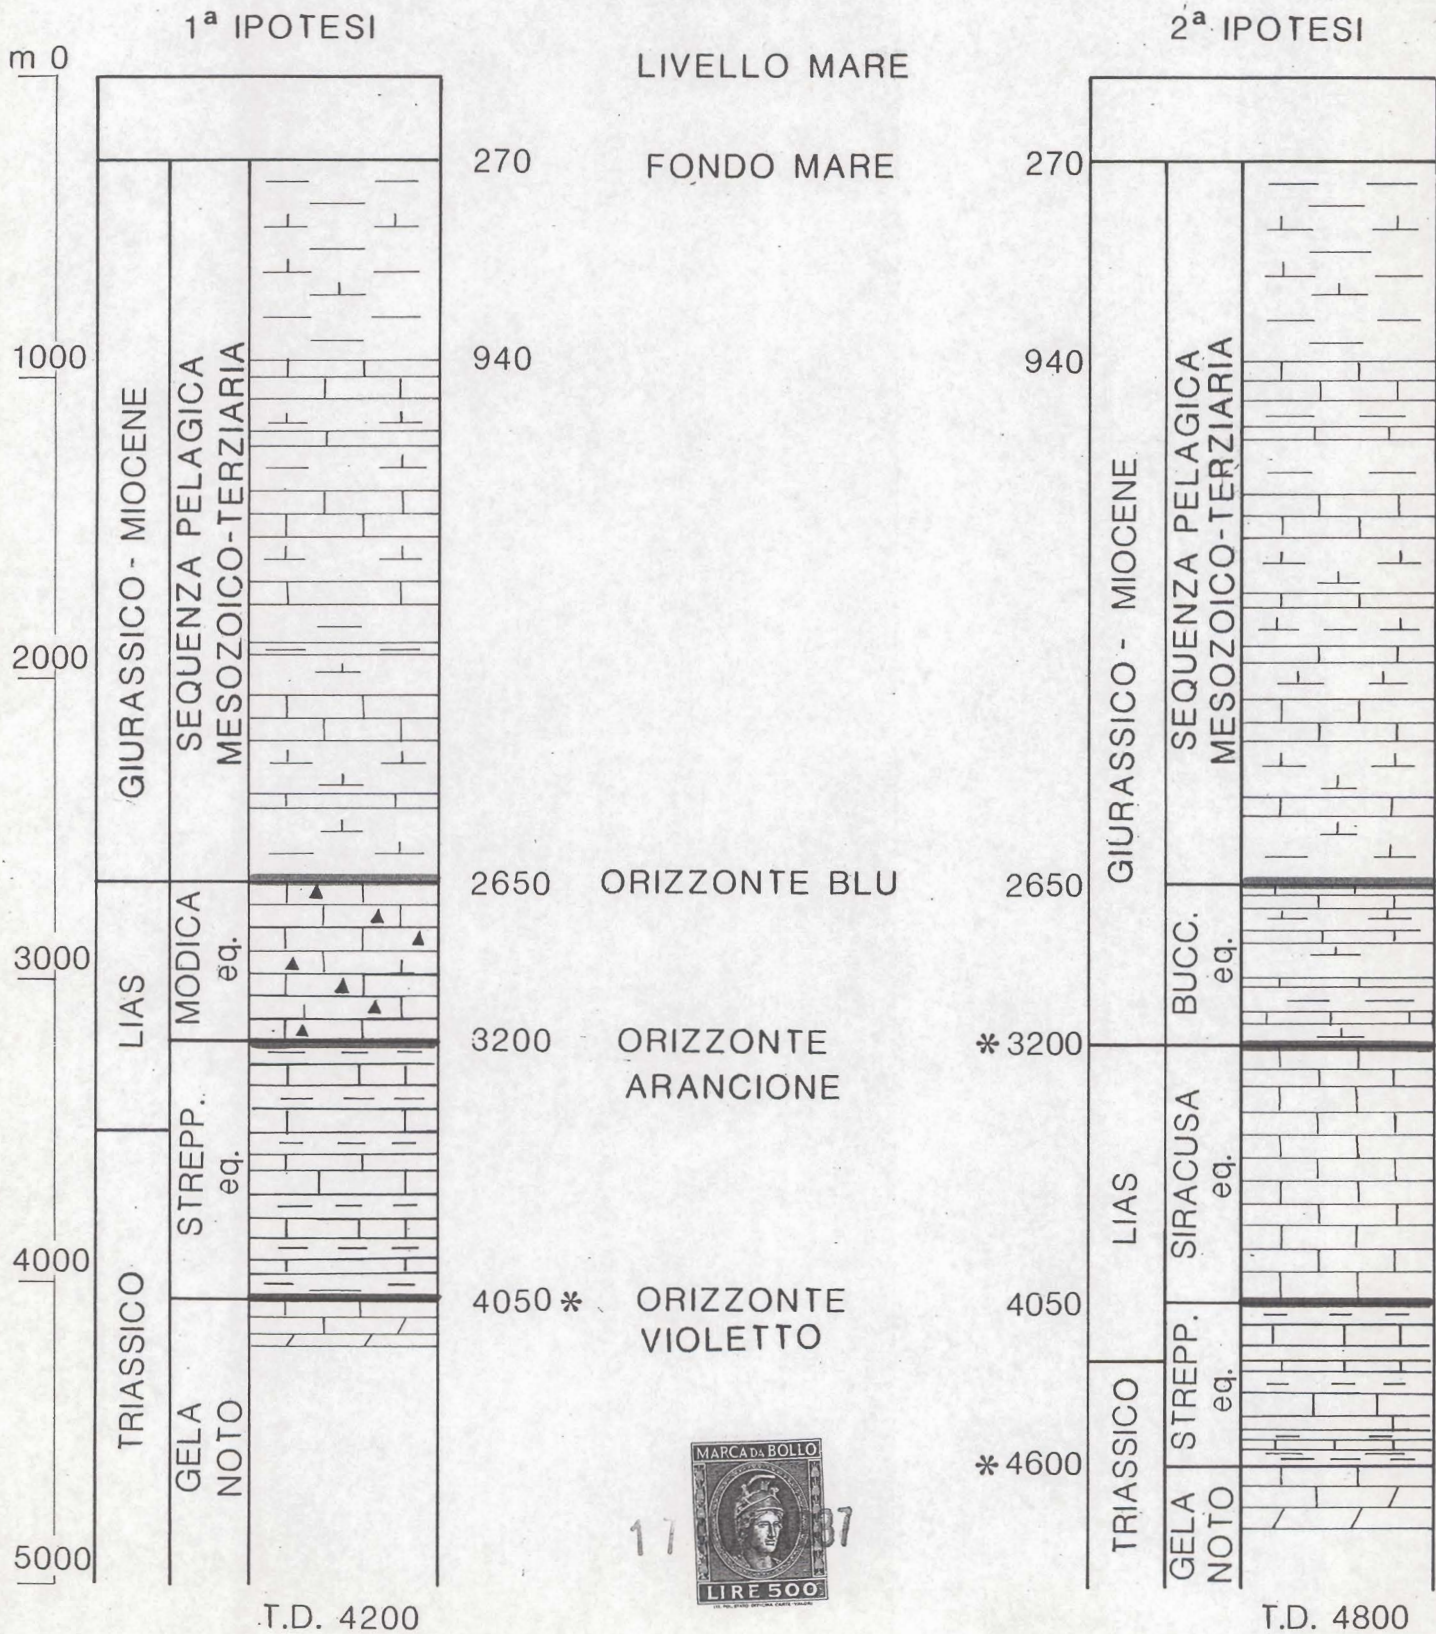 1ª IPOTESI
2ª IPOTESI
m 0
LIVELLO MARE
270
FONDO MARE
270
1000
940
940
2000
2650
ORIZZONTE BLU
2650
3000
3200
ORIZZONTE
ARANCIONE
* 3200
4000
4050 *
ORIZZONTE
VIOLETTO
4050
* 4600
5000
GIURASSICO - MIOCENE
LIAS
TRIASSICO
SEQUENZA PELAGICA
MESOZOICO-TERZIARIA
MODICA
eq.
STREPP.
eq.
GELA
NOTO
GIURASSICO - MIOCENE
LIAS
TRIASSICO
SEQUENZA PELAGICA
MESOZOICO-TERZIARIA
BUCC.
eq.
SIRACUSA
eq.
STREPP.
eq.
GELA
NOTO
MARCA DA BOLLO
17 87
LIRE 500
T.D. 4200
T.D. 4800